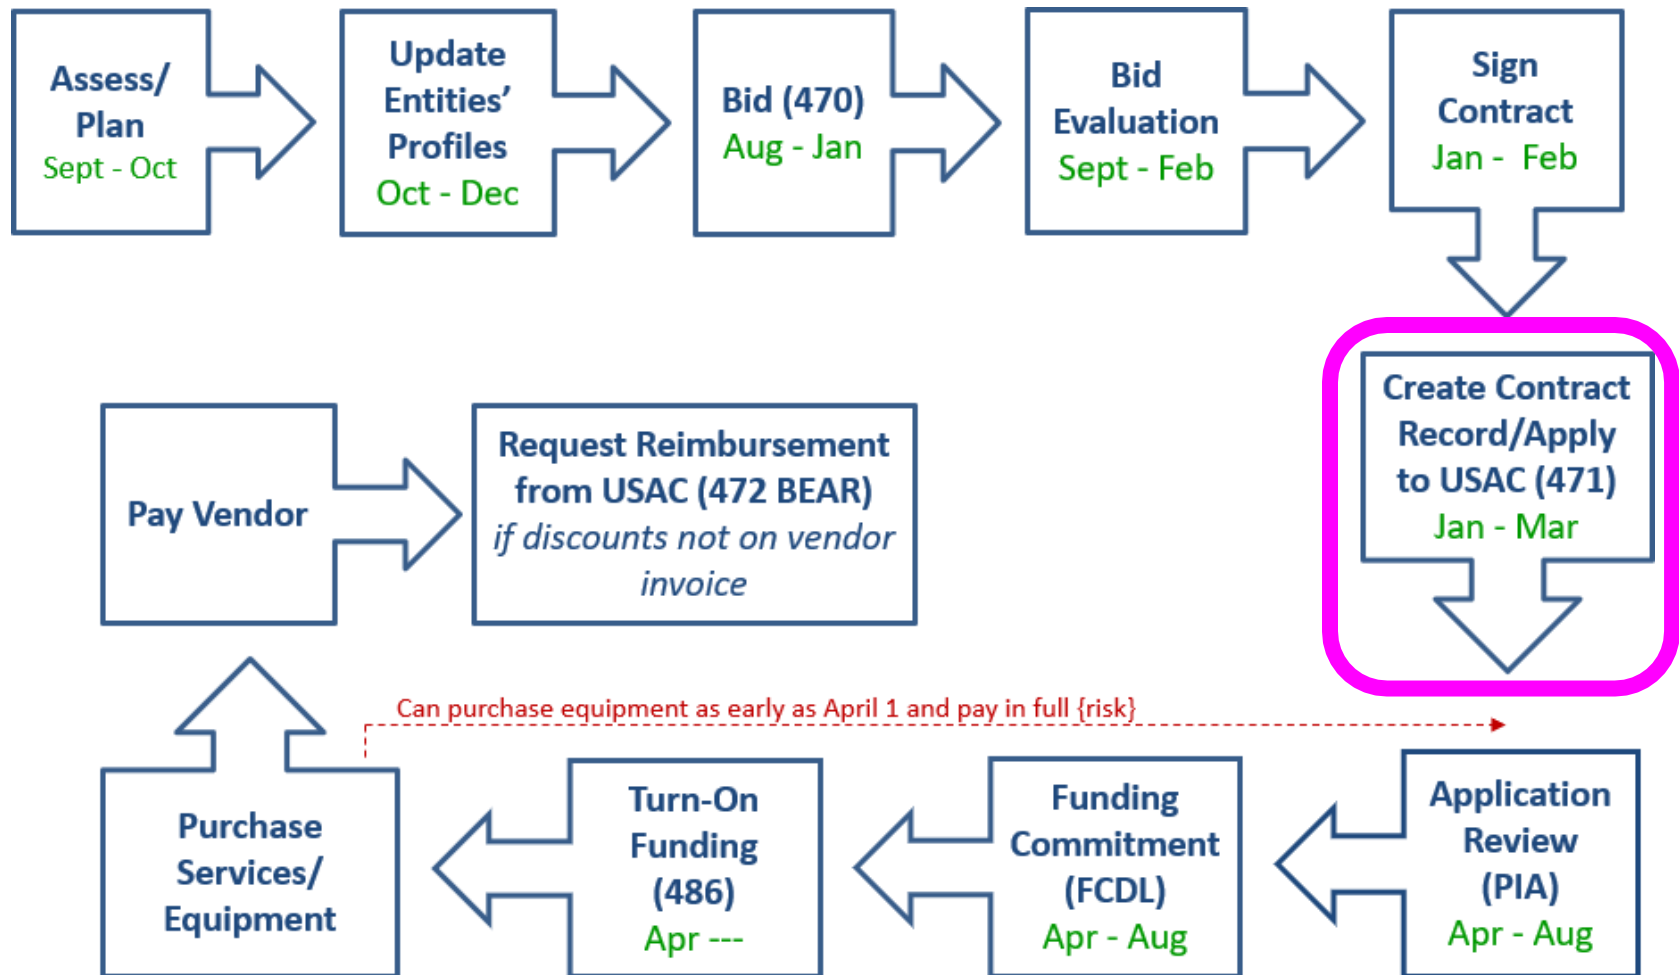 Assess/
Plan
Sept - Oct
Update
Entities’
Profiles
Oct - Dec
Bid (470)
Aug - Jan
Bid
Evaluation
Sept - Feb
Sign
Contract
Jan - Feb
Create Contract
Record/Apply
to USAC (471)
Jan - Mar
Application
Review
(PIA)
Apr - Aug
Funding
Commitment
(FCDL)
Apr - Aug
Turn-On
Funding
(486)
Apr ---
Purchase
Services/
Equipment
Can purchase equipment as early as April 1 and pay in full {risk}
Pay Vendor
Request Reimbursement
from USAC (472 BEAR)
if discounts not on vendor
invoice